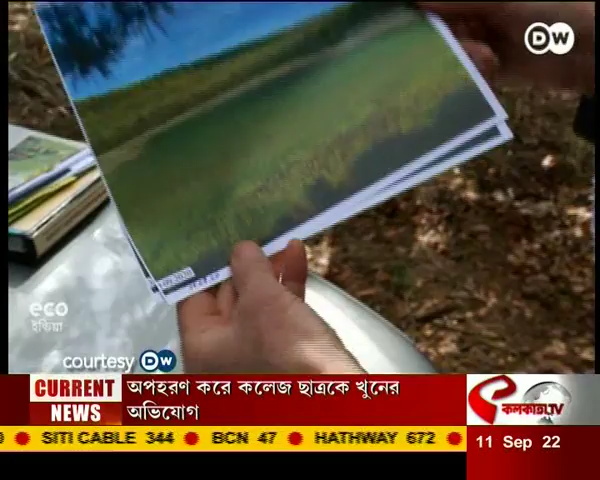 DW
eco
ইন্ডিয়া
courtesy DW
CURRENT NEWS
অপহরণ করে কলেজ ছাত্রকে খুনের
অভিযোগ
কলকাতা TV
SITI CABLE 344 BCN 47 HATHWAY 672
11 Sep 22